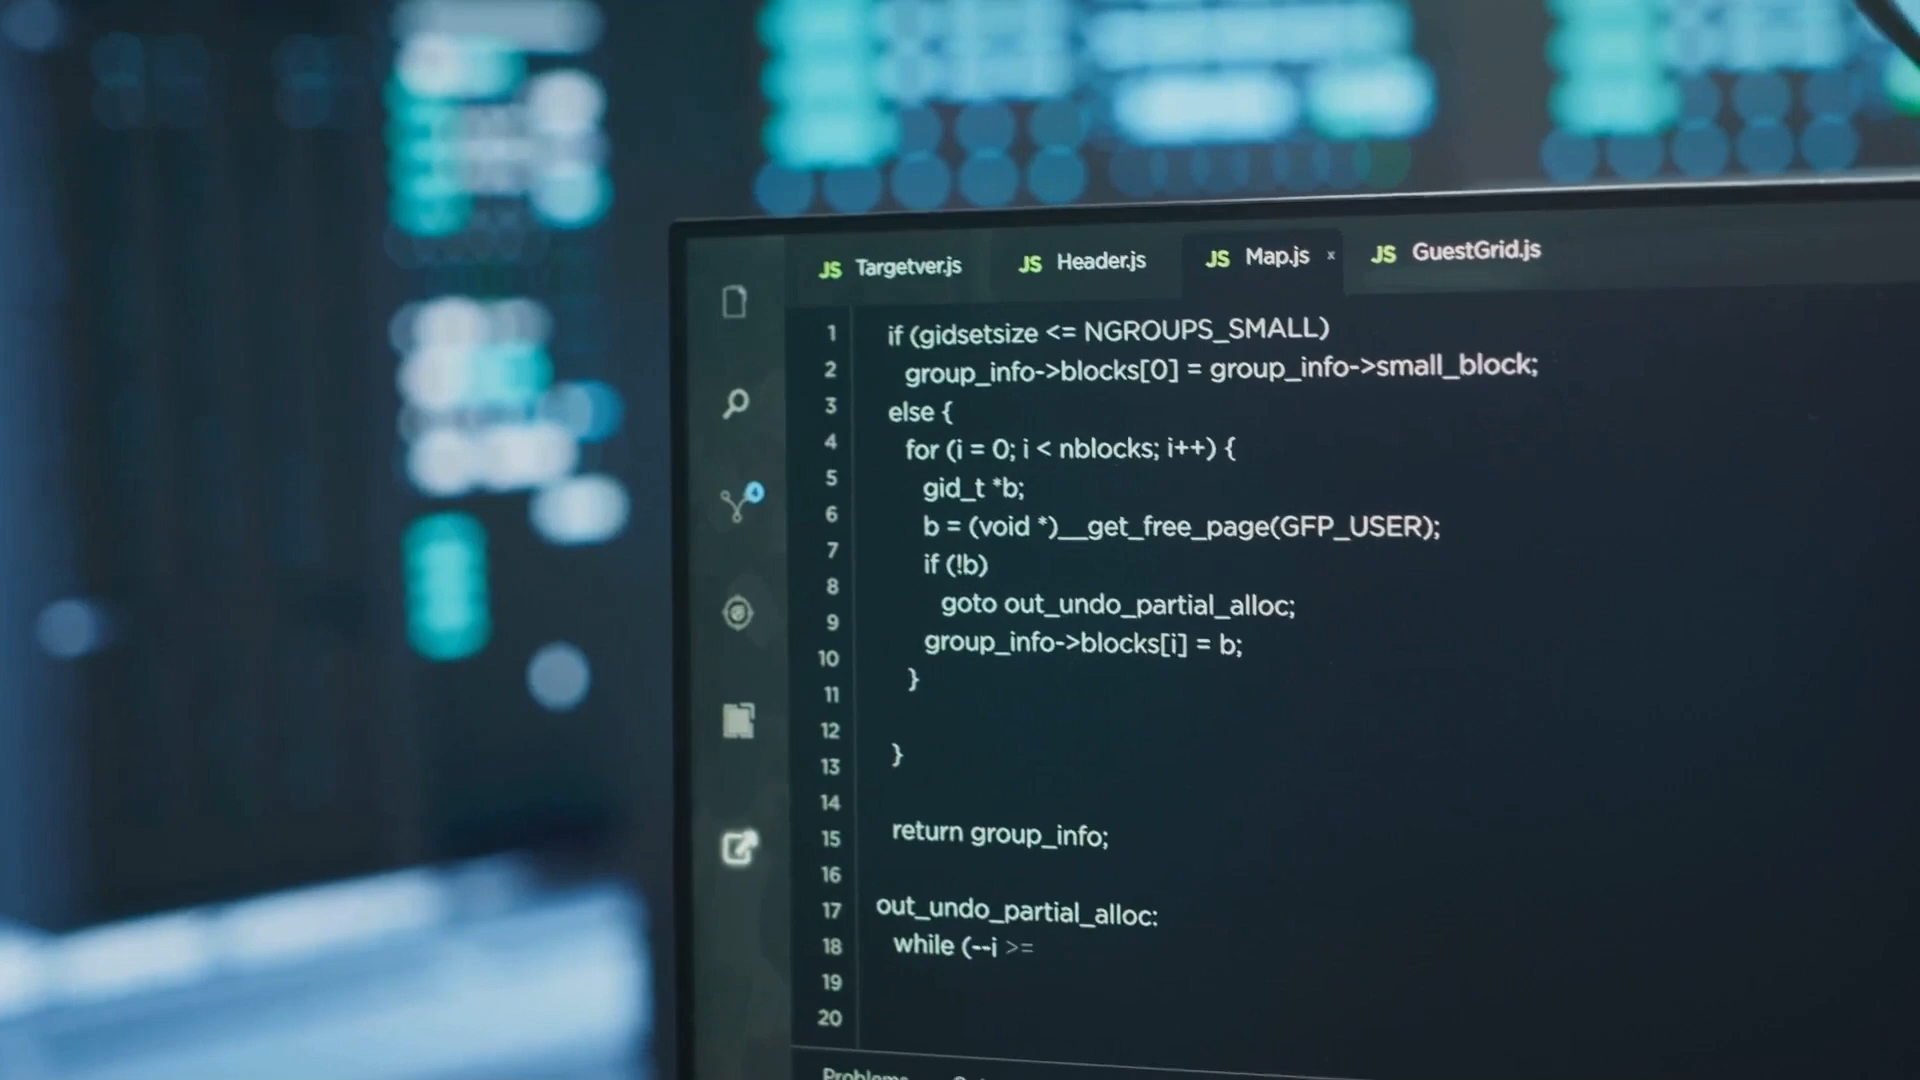 JS Targetver.js JS Header.js JS Map.js x JS GuestGrid.js
4
1 if (gidsetsize <= NGROUPS_SMALL)
2 group_info->blocks[0] = group_info->small_block;
3 else {
4 for (i = 0; i < nblocks; i++) {
5 gid_t *b;
6 b = (void *)__get_free_page(GFP_USER);
7 if (!b)
8 goto out_undo_partial_alloc;
9 group_info->blocks[i] = b;
10 }
11
12
13 }
14
15 return group_info;
16
17 out_undo_partial_alloc:
18 while (--i >=
19
20
Problems